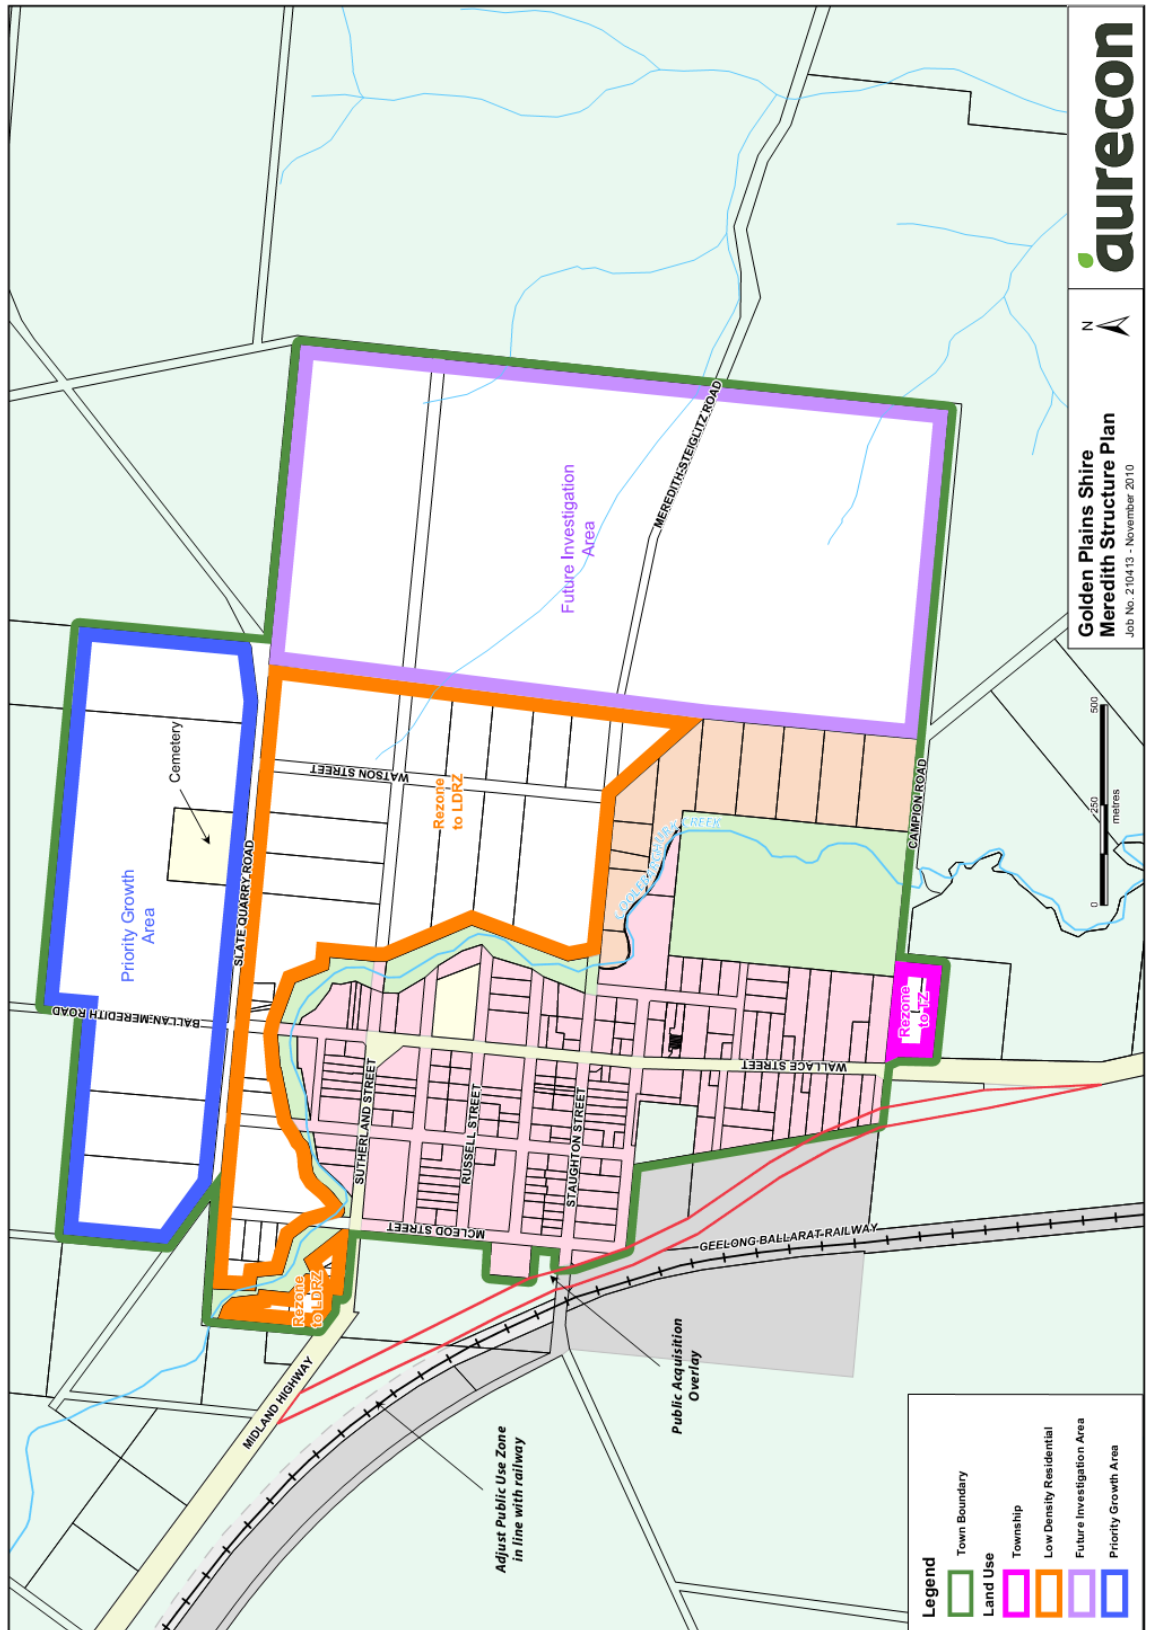 Priority Growth
Area
Cemetery
BALLAN-MEREDITH ROAD
SLATE QUARRY ROAD
WATSON STREET
Rezone
to LDRZ
Future Investigation
Area
MEREDITH-STEIGLITZ ROAD
COOLEBARGHURK CREEK
CAMPION ROAD
Rezone
to TZ
WALLACE STREET
SUTHERLAND STREET
RUSSELL STREET
STAUGHTON STREET
MCLEOD STREET
GEELONG-BALLARAT RAILWAY
Rezone
to LDRZ
MIDLAND HIGHWAY
Public Acquisition
Overlay
Adjust Public Use Zone
in line with railway
Legend
Town Boundary
Land Use
Township
Low Density Residential
Future Investigation Area
Priority Growth Area
0 250 500
metres
Golden Plains Shire
Meredith Structure Plan
Job No. 210413 - November 2010
N
aurecon